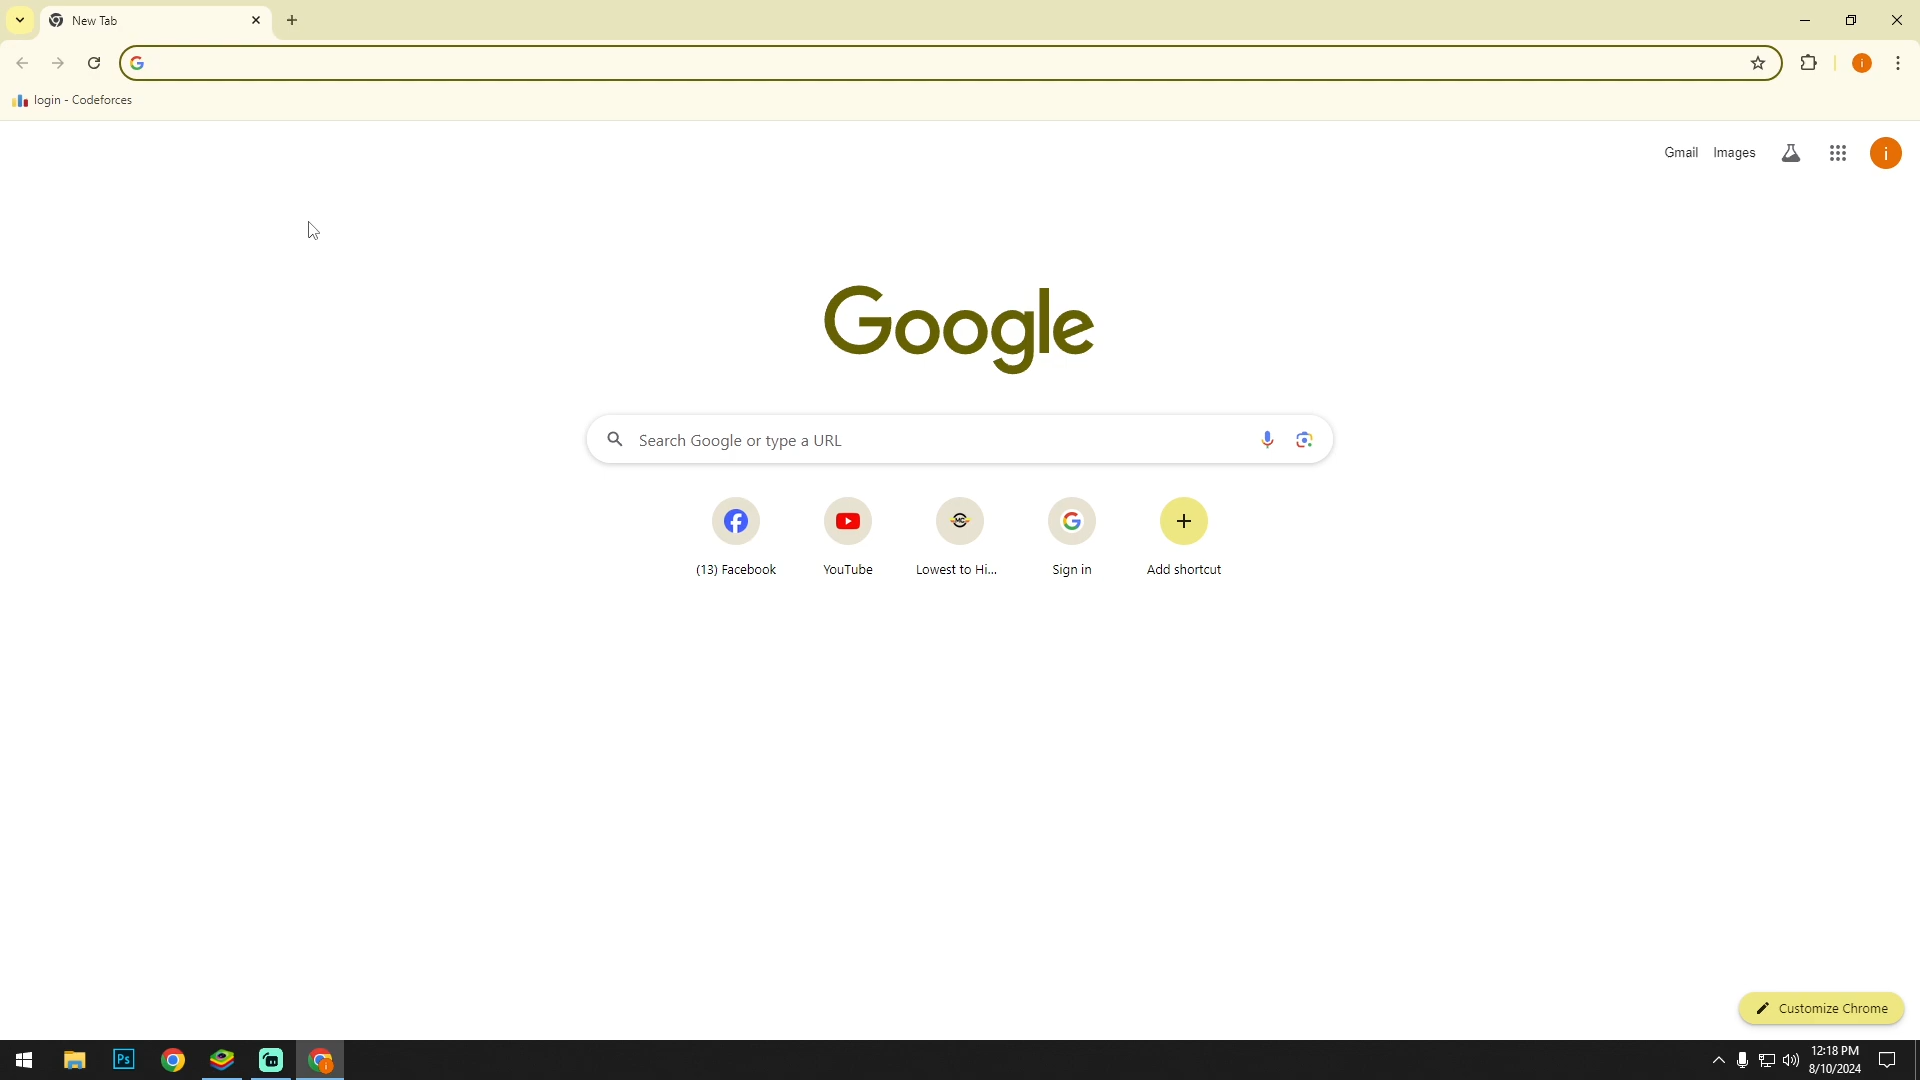 New Tab
login - Codeforces
Gmail Images
i
Google
Search Google or type a URL
(13) Facebook YouTube Lowest to Hi... Sign in Add shortcut
Customize Chrome
Ps
12:18 PM
8/10/2024